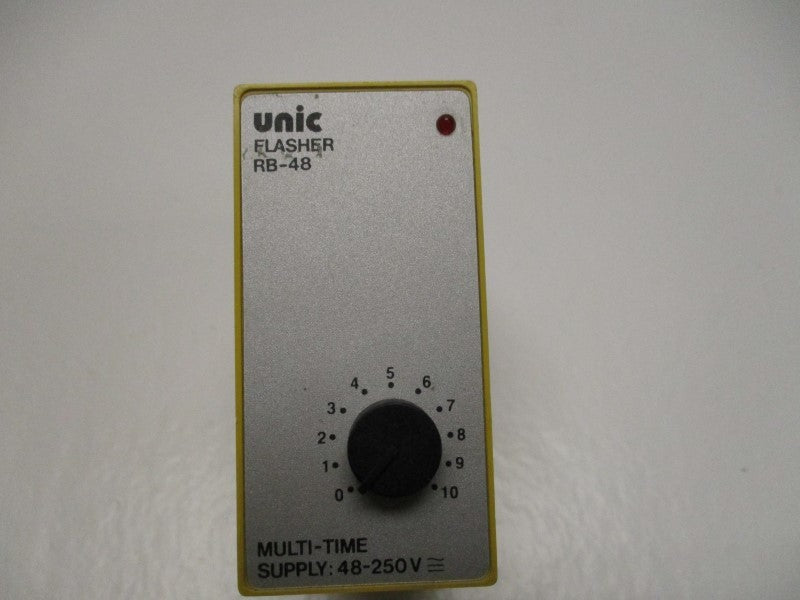 unic
FLASHER
RB-48
5
4
6
3
7
2
8
1
9
0
10
MULTI-TIME
SUPPLY: 48-250V ≂